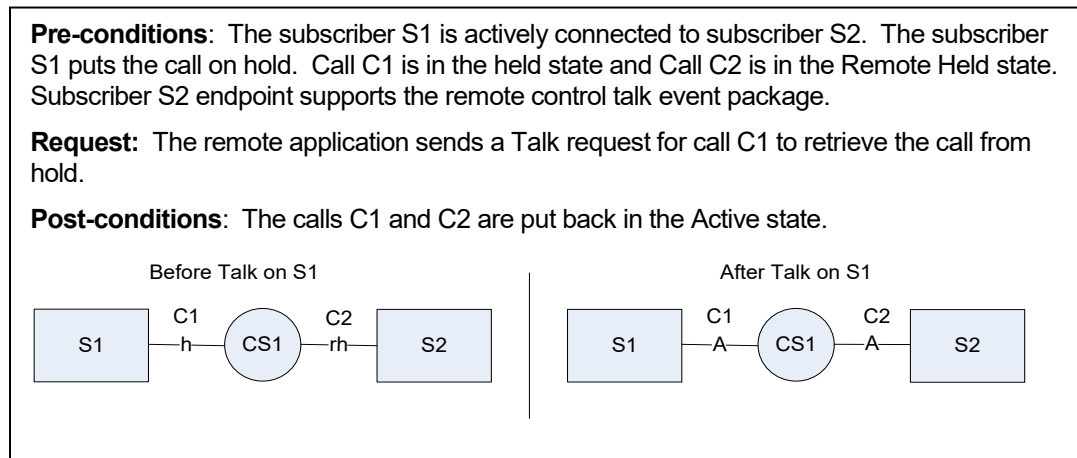 Pre-conditions: The subscriber S1 is actively connected to subscriber S2. The subscriber
S1 puts the call on hold. Call C1 is in the held state and Call C2 is in the Remote Held state.
Subscriber S2 endpoint supports the remote control talk event package.
Request: The remote application sends a Talk request for call C1 to retrieve the call from
hold.
Post-conditions: The calls C1 and C2 are put back in the Active state.
Before Talk on S1
C1
C2
S1
h
CS1
rh
S2
After Talk on S1
C1
C2
S1
A
CS1
A
S2